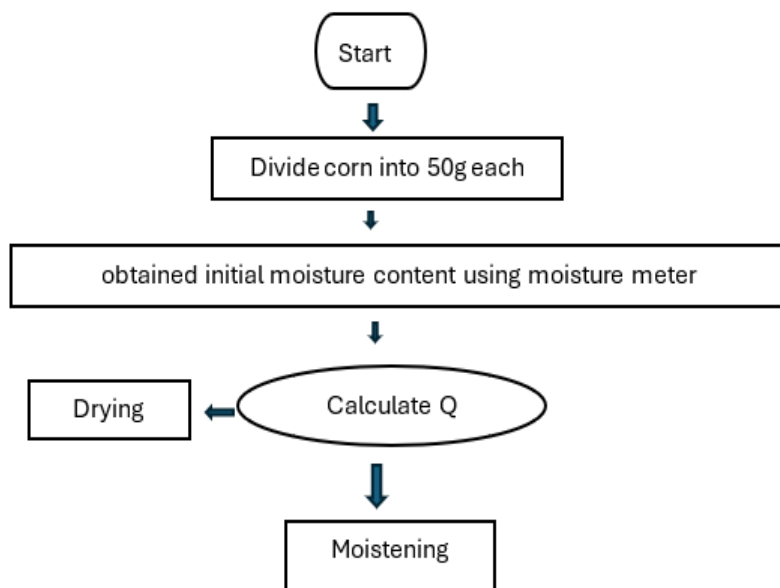 Start
Divide corn into 50g each
obtained initial moisture content using moisture meter
Drying
Calculate Q
Moistening